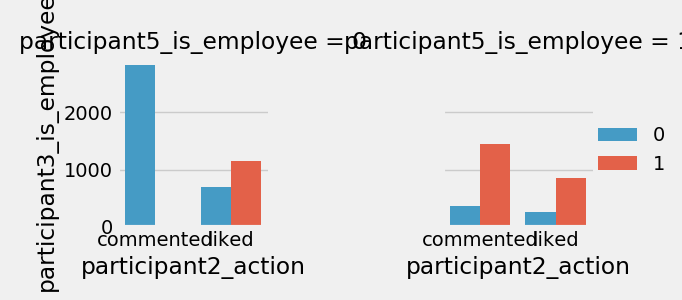 participant5_is_employee = 0
participant5_is_employee = 1
participant3_is_employee
2000
1000
0
commented
liked
commented
liked
participant2_action
participant2_action
0
1